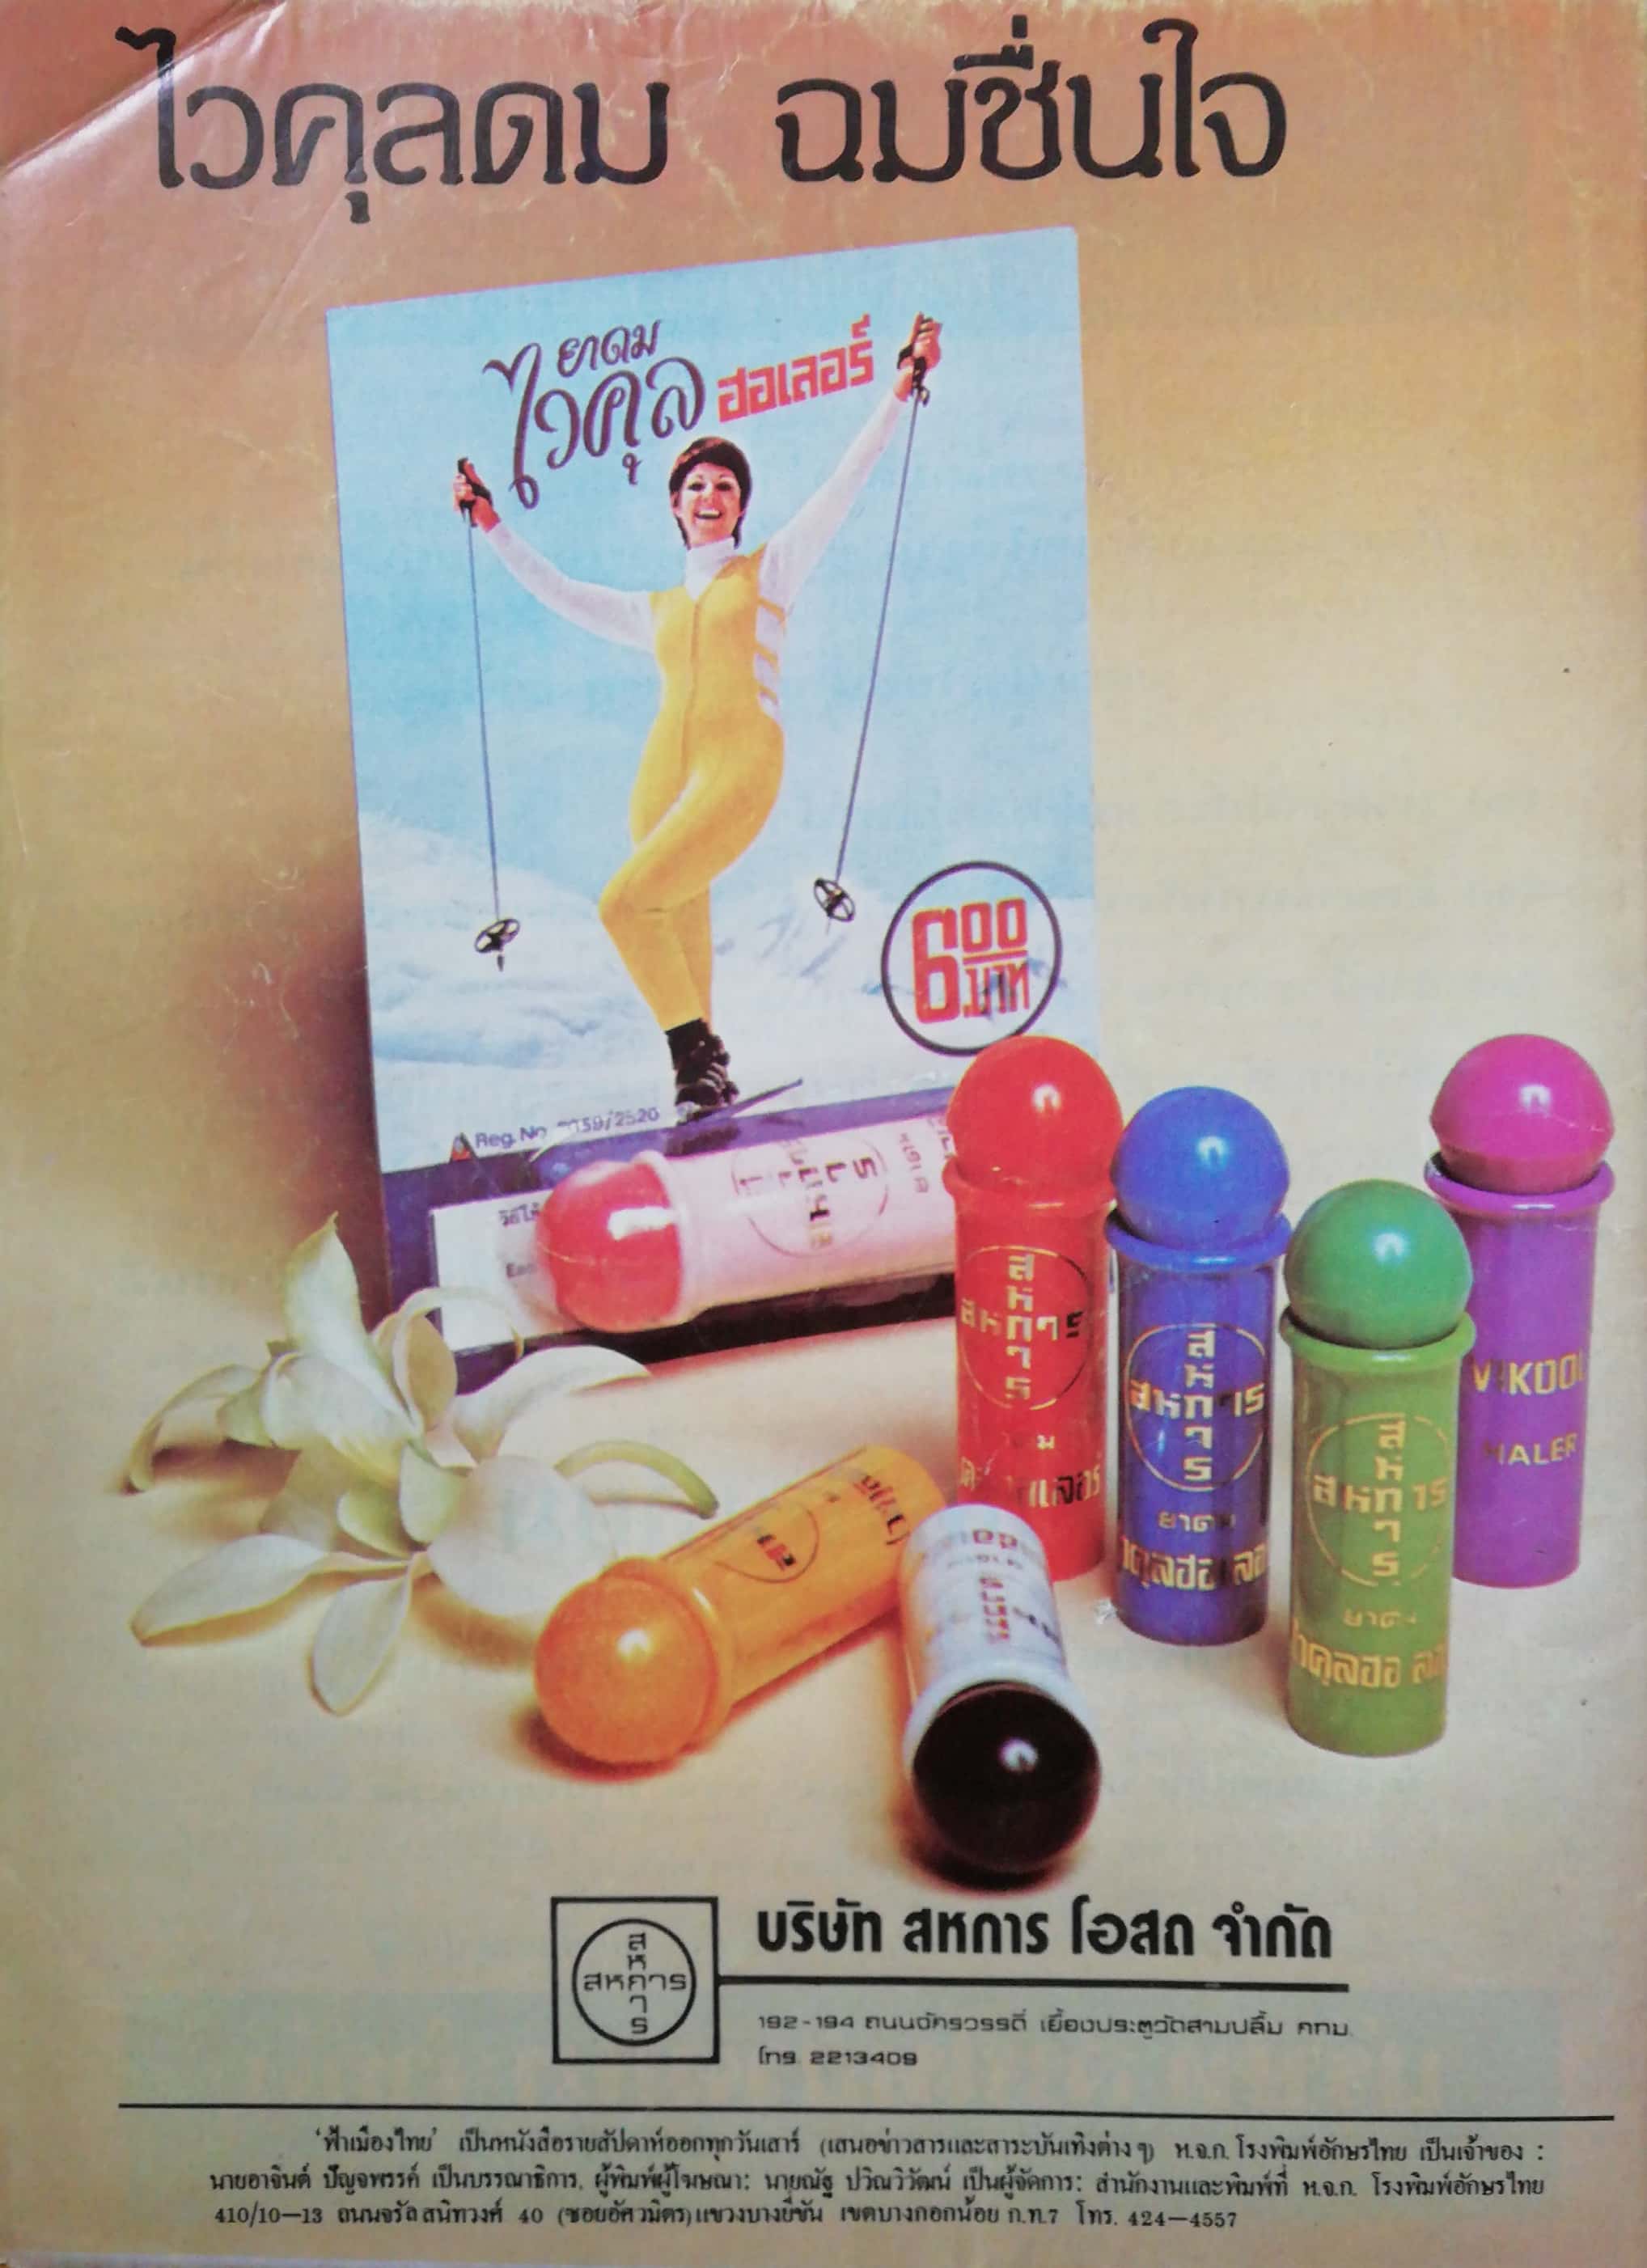 ไวคุลดม ฉมชื่นใจ
ยาดม
ไวคุล ฮอเลอร์
6.00
บาท
Reg. No
/2520
วิธีใช้
สหการ
สหการ
สหการ
สหการ
ยาดม
สหการ
สหการ
VIKOOL
HALER
บริษัท สหการ โอสถ จำกัด
สหการ
สหการ
192-194 ถนนจักรวรรดิ์ เยื้องประตูวัดสามปลื้ม กทม.
โทร. 2213409
'ฟ้าเมืองไทย' เป็นหนังสือรายสัปดาห์ออกทุกวันเสาร์ (เสนอข่าวสารและสาระบันเทิงต่าง ๆ) ห.จ.ก. โรงพิมพ์อักษรไทย เป็นเจ้าของ :
นายอาจินต์ ปัญจพรรค์ เป็นบรรณาธิการ, ผู้พิมพ์ผู้โฆษณา: นายณัฐ ปวิณวิวัฒน์ เป็นผู้จัดการ: สำนักงานและพิมพ์ที่ ห.จ.ก. โรงพิมพ์อักษรไทย
410/10—13 ถนนจรัลสนิทวงศ์ 40 (ซอยอัศวมิตร) แขวงบางยี่ขัน เขตบางกอกน้อย ก.ท.7 โทร. 424—4557